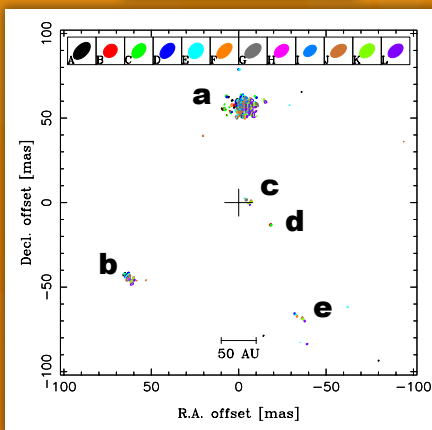 A B C D E F G H I J K L
100
a
50
c
0
d
b
-50
e
50 AU
-100
100 50 0 -50 -100
Decl. offset [mas]
R.A. offset [mas]